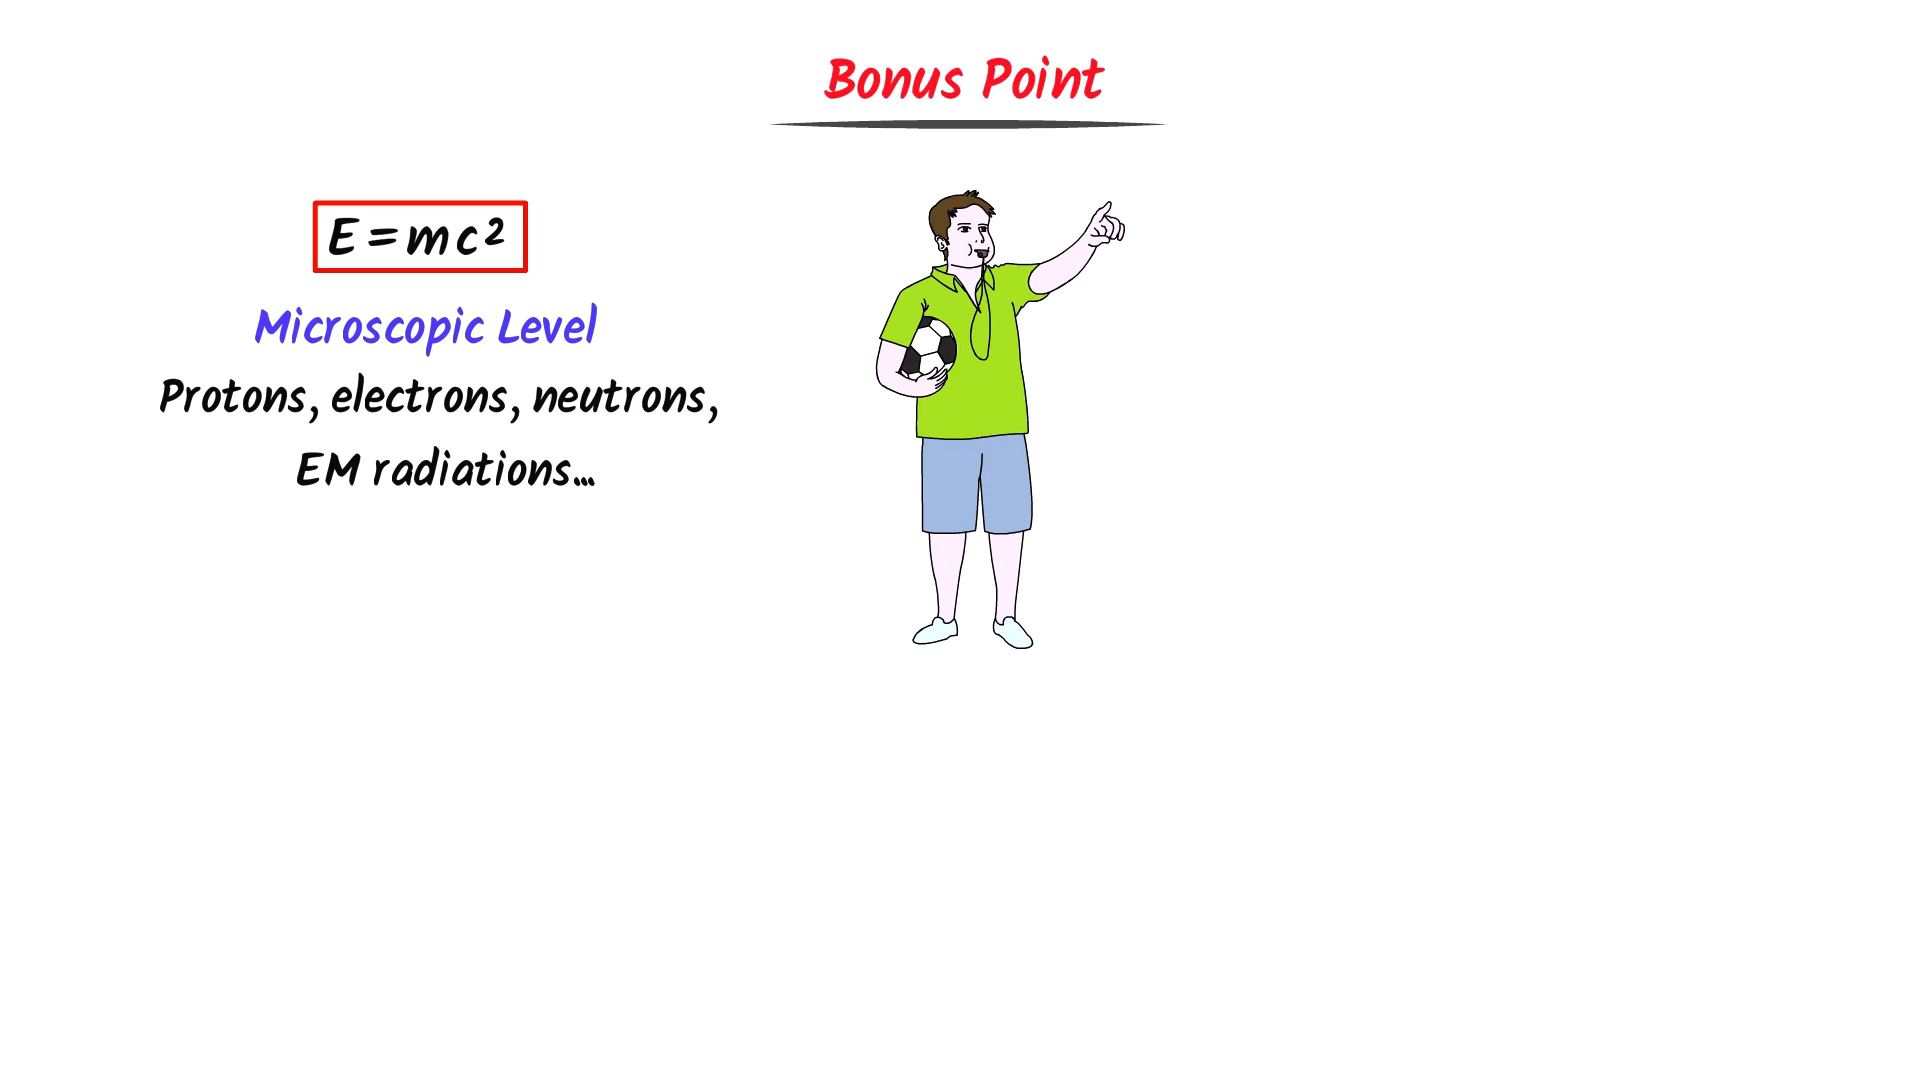 Bonus Point
E=mc²
Microscopic Level
Protons, electrons, neutrons,
EM radiations...